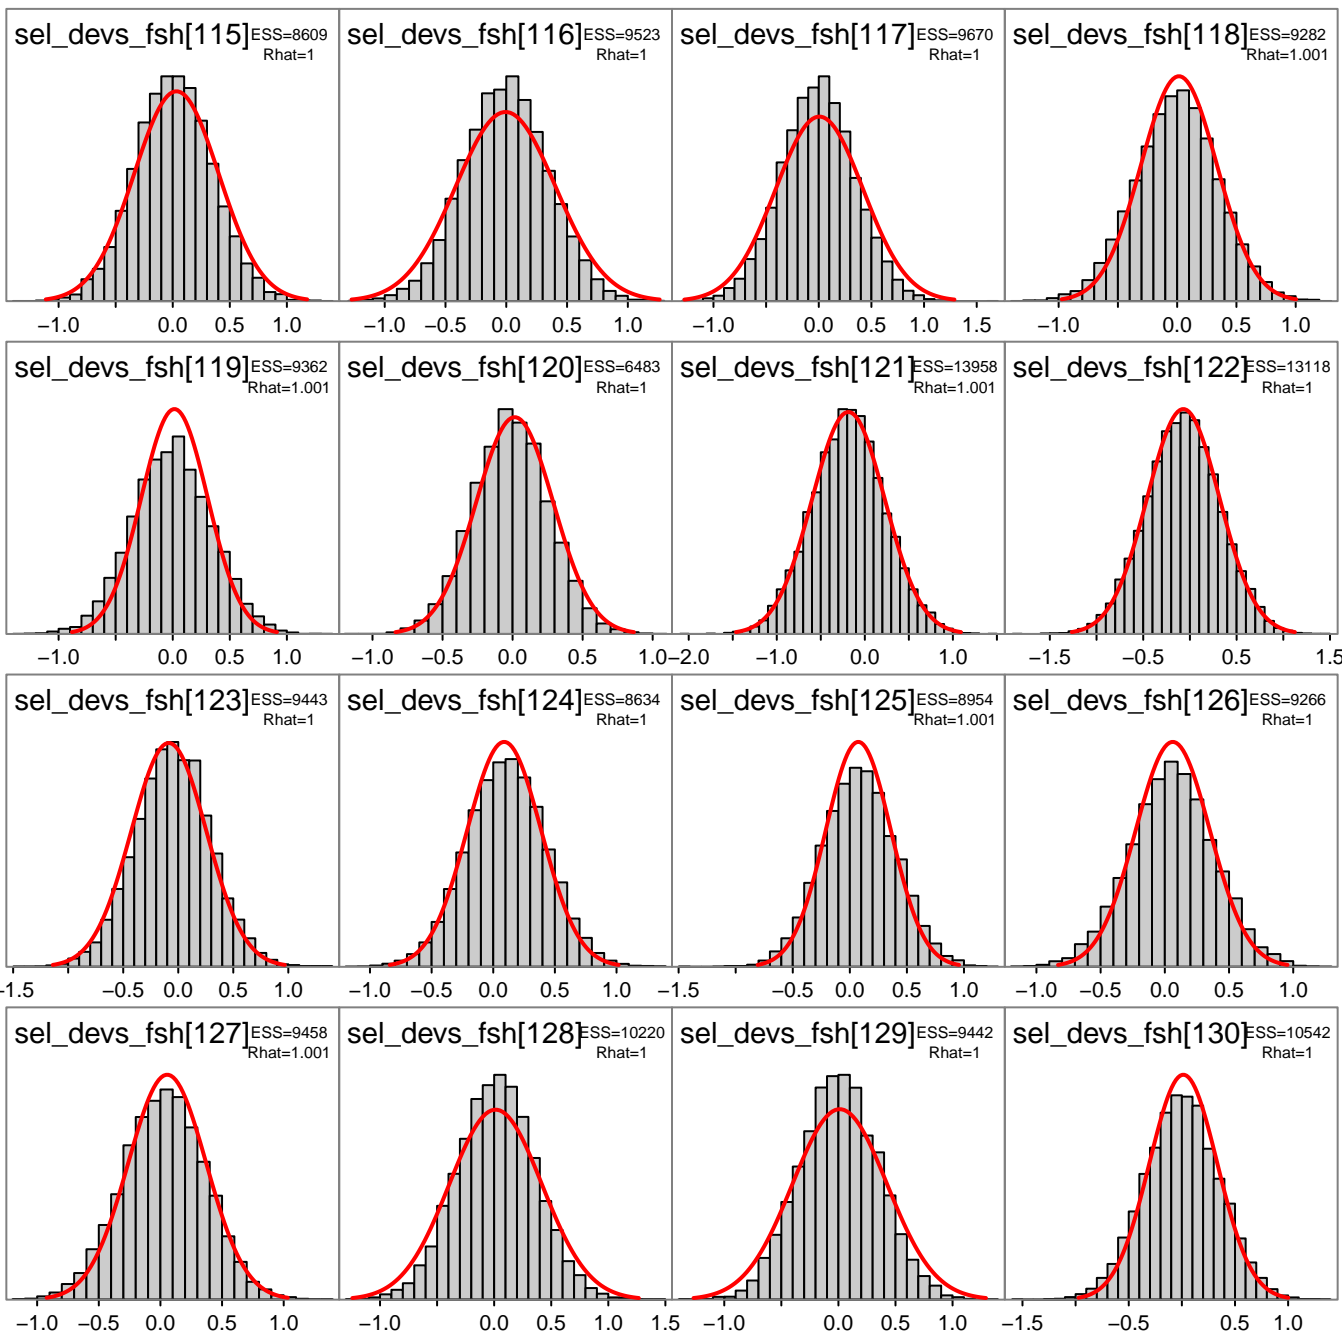 sel_devs_fsh[115] ESS=8609
Rhat=1
−1.0 0.0 0.5 1.0
sel_devs_fsh[116] ESS=9523
Rhat=1
−1.0 −0.5 0.0 0.5 1.0
sel_devs_fsh[117] ESS=9670
Rhat=1
−1.0 0.0 0.5 1.0 1.5
sel_devs_fsh[118] ESS=9282
Rhat=1.001
−1.0 0.0 0.5 1.0
sel_devs_fsh[119] ESS=9362
Rhat=1.001
−1.0 0.0 0.5 1.0
sel_devs_fsh[120] ESS=6483
Rhat=1
−1.0 −0.5 0.0 0.5 1.0
sel_devs_fsh[121] ESS=13958
Rhat=1.001
−2.0 −1.0 0.0 1.0
sel_devs_fsh[122] ESS=13118
Rhat=1
−1.5 −0.5 0.5 1.5
sel_devs_fsh[123] ESS=9443
Rhat=1
−1.5 −0.5 0.0 0.5 1.0
sel_devs_fsh[124] ESS=8634
Rhat=1
−1.0 −0.5 0.0 0.5 1.0
sel_devs_fsh[125] ESS=8954
Rhat=1.001
−1.5 −0.5 0.0 0.5 1.0
sel_devs_fsh[126] ESS=9266
Rhat=1
−1.0 −0.5 0.0 0.5 1.0
sel_devs_fsh[127] ESS=9458
Rhat=1.001
−1.0 −0.5 0.0 0.5 1.0
sel_devs_fsh[128] ESS=10220
Rhat=1
−1.0 0.0 0.5 1.0 1.5
sel_devs_fsh[129] ESS=9442
Rhat=1
−1.0 0.0 0.5 1.0
sel_devs_fsh[130] ESS=10542
Rhat=1
−1.5 −0.5 0.5